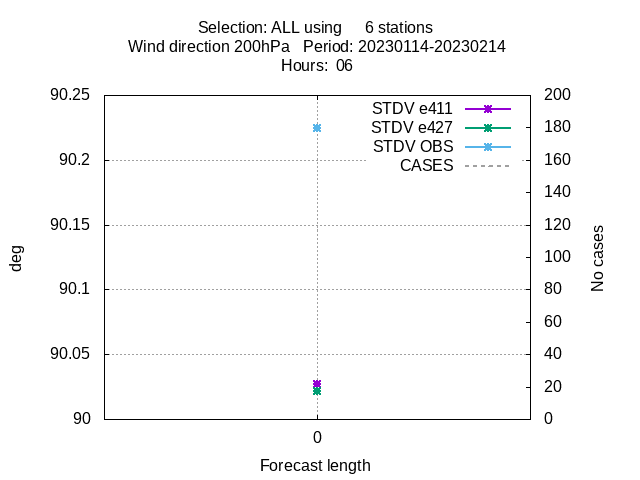 Selection: ALL using      6 stations
Wind direction 200hPa   Period: 20230114-20230214
Hours:  06
90.25
90.2
90.15
90.1
90.05
90
200
180
160
140
120
100
80
60
40
20
0
STDV e411
STDV e427
STDV OBS
CASES
deg
No cases
0
Forecast length